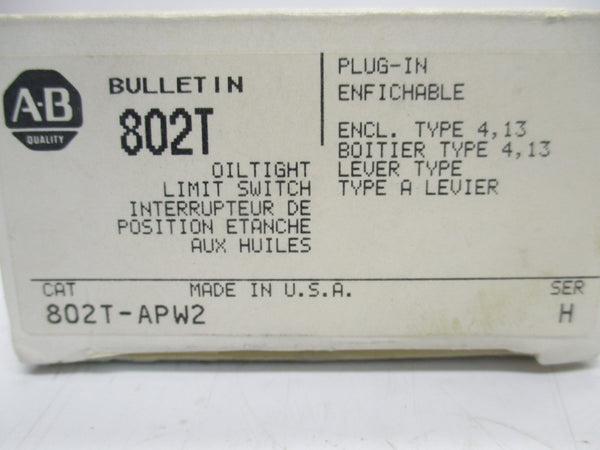 A-B
QUALITY
BULLETIN
802T
OILTIGHT
LIMIT SWITCH
INTERRUPTEUR DE
POSITION ETANCHE
AUX HUILES
PLUG-IN
ENFICHABLE
ENCL. TYPE 4,13
BOITIER TYPE 4,13
LEVER TYPE
TYPE A LEVIER
CAT MADE IN U.S.A. SER
802T-APW2 H